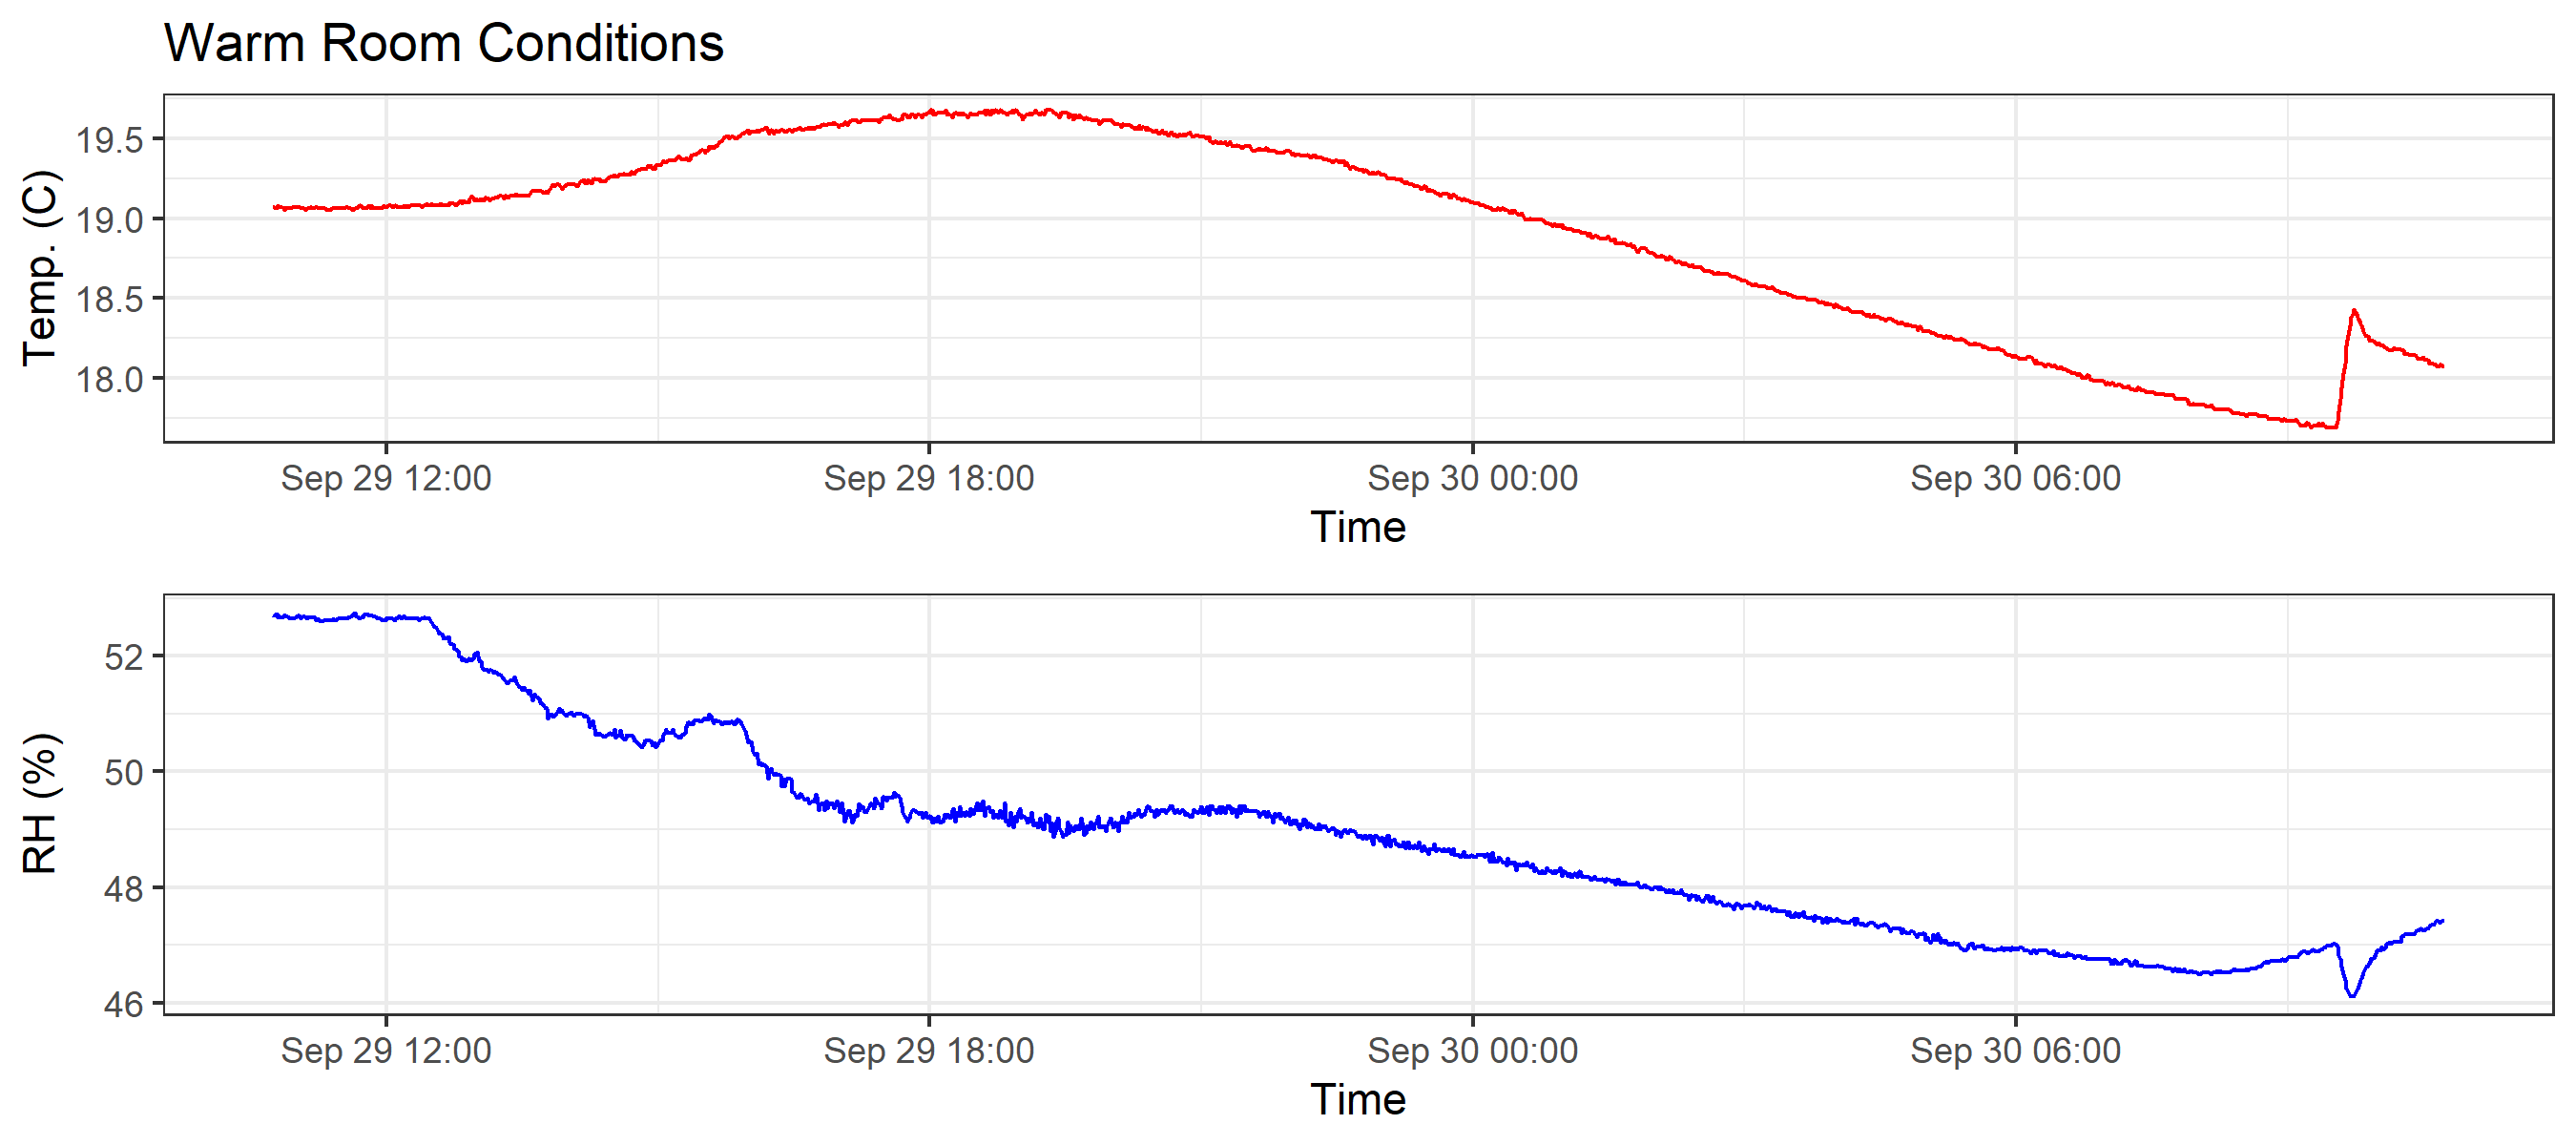 Warm Room Conditions
Temp. (C)
19.5
19.0
18.5
18.0
Sep 29 12:00 Sep 29 18:00 Sep 30 00:00 Sep 30 06:00
Time
RH (%)
52
50
48
46
Sep 29 12:00 Sep 29 18:00 Sep 30 00:00 Sep 30 06:00
Time